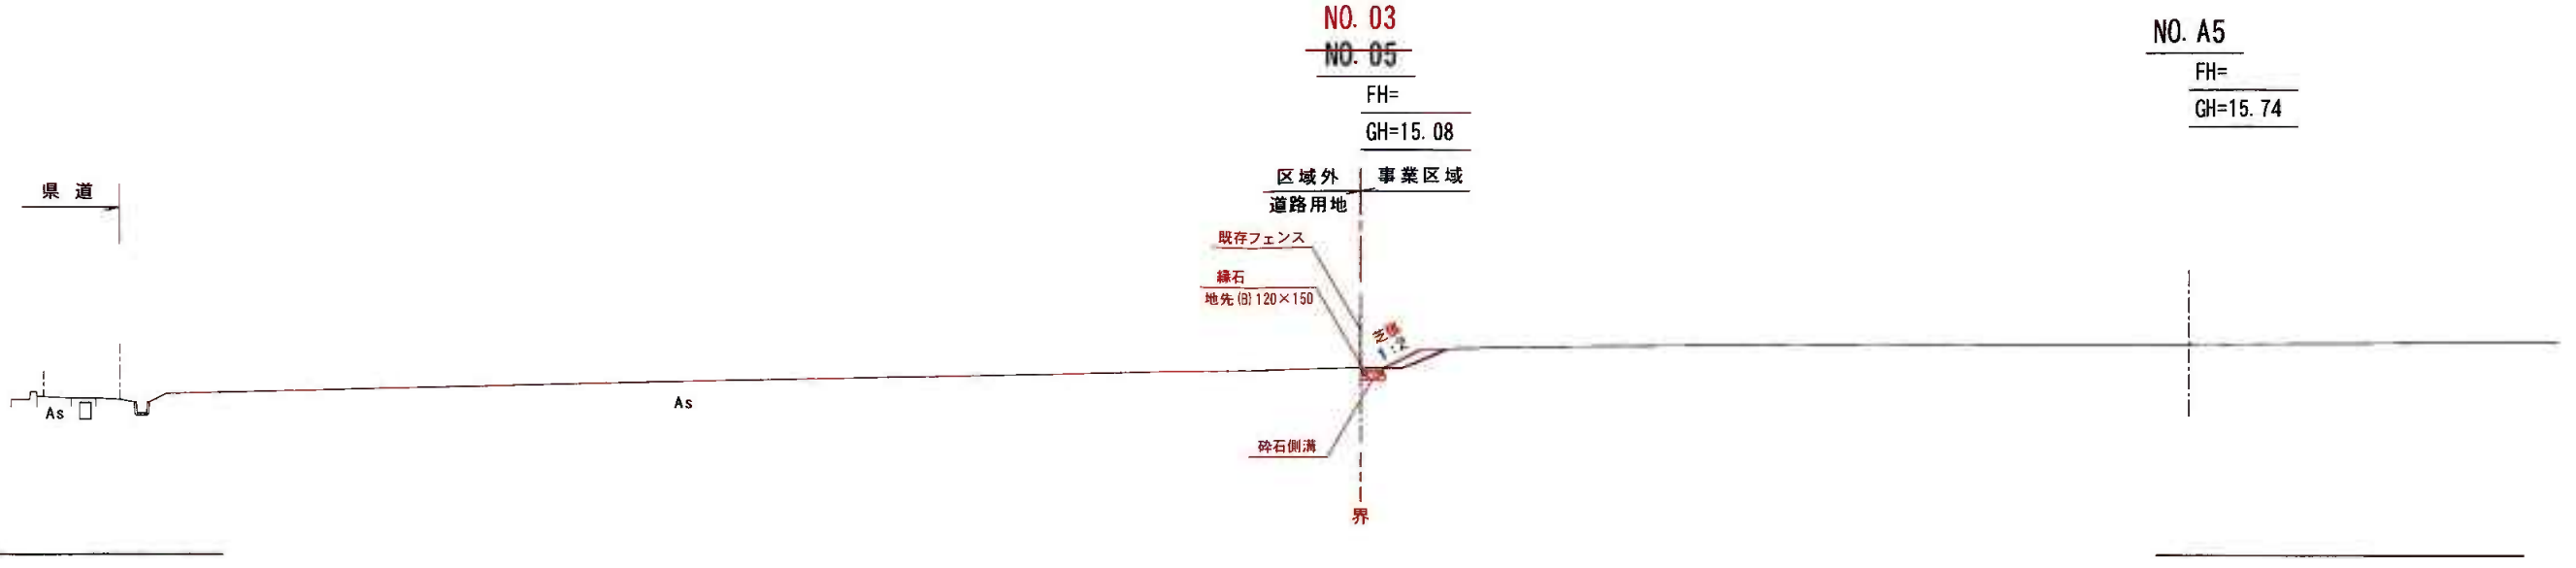 NO. 03
NO. 05
FH=
GH=15.08
NO. A5
FH=
GH=15.74
県道
区域外 事業区域
道路用地
既存フェンス
縁石
地先(B)120×150
芝
1:2
As
As
砕石側溝
界